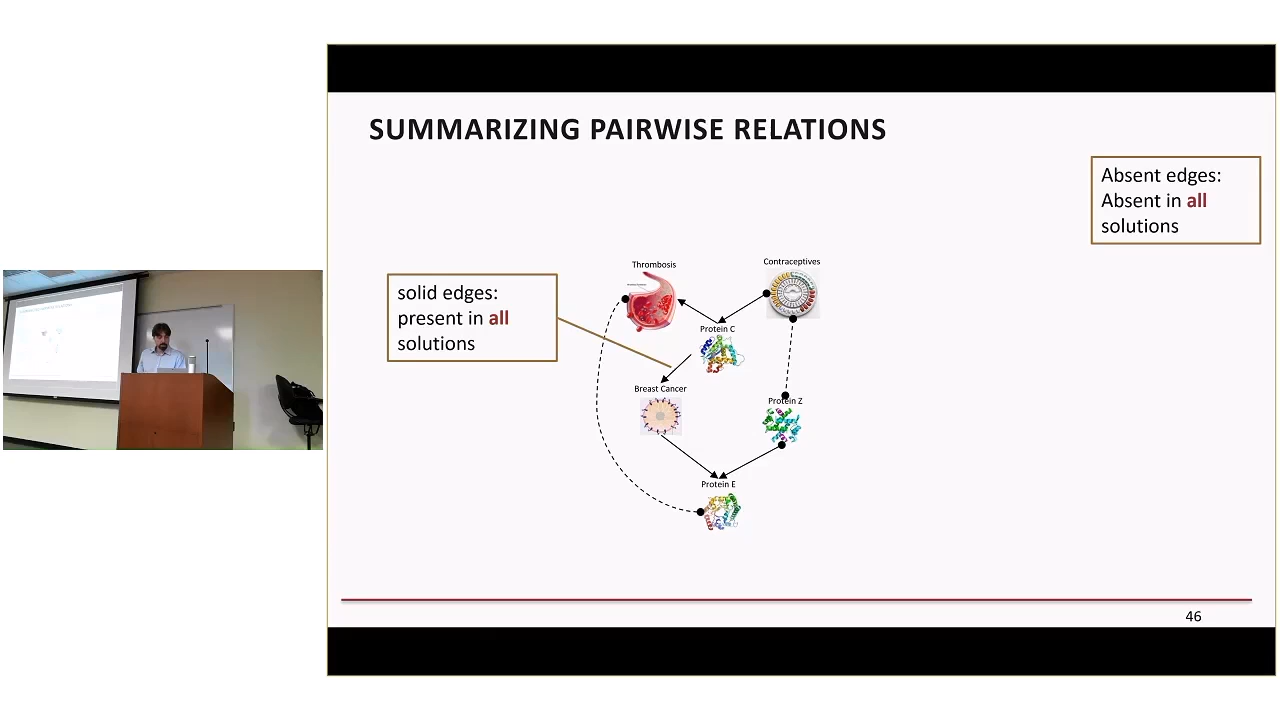 SUMMARIZING PAIRWISE RELATIONS
Absent edges:
Absent in all
solutions
solid edges:
present in all
solutions
Thrombosis
Contraceptives
Protein C
Breast Cancer
Protein Z
Protein E
46